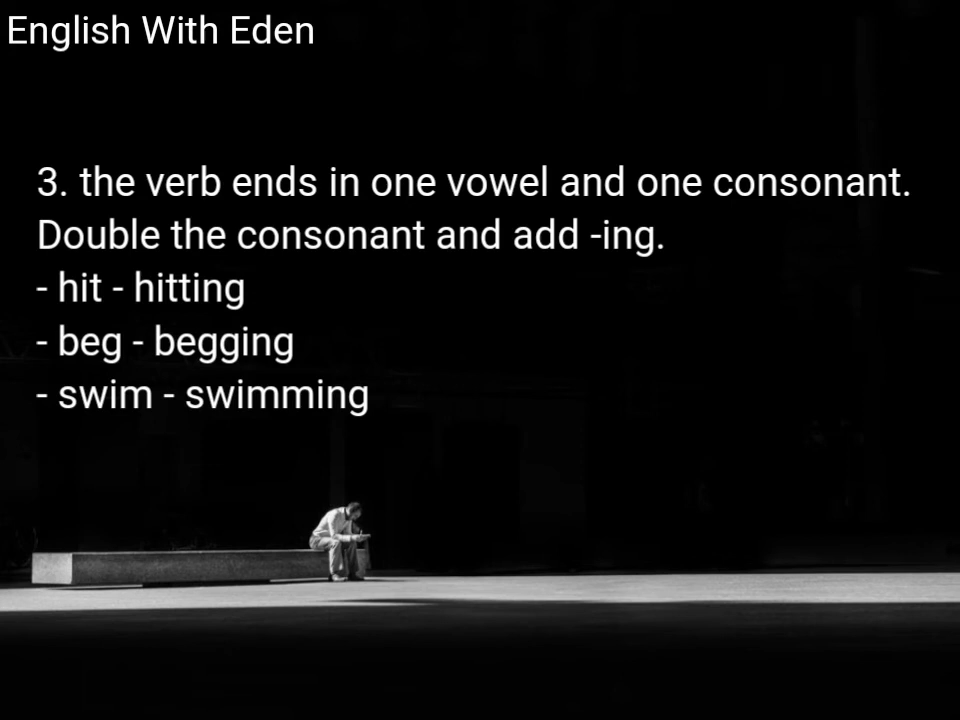 English With Eden
3. the verb ends in one vowel and one consonant.
Double the consonant and add -ing.
- hit - hitting
- beg - begging
- swim - swimming